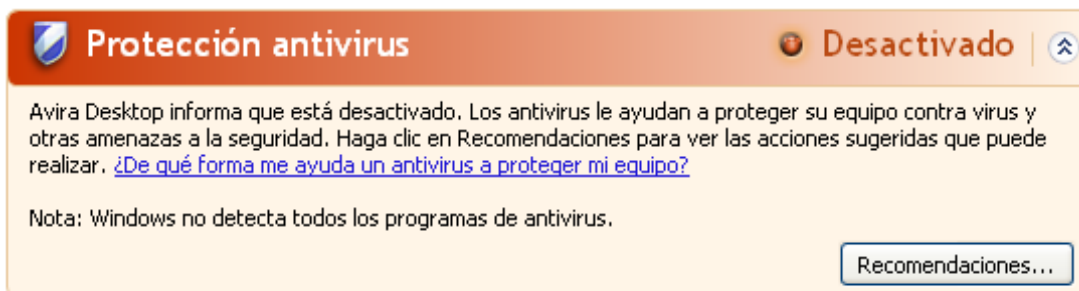 Protección antivirus
Desactivado
Avira Desktop informa que está desactivado. Los antivirus le ayudan a proteger su equipo contra virus y
otras amenazas a la seguridad. Haga clic en Recomendaciones para ver las acciones sugeridas que puede
realizar. ¿De qué forma me ayuda un antivirus a proteger mi equipo?
Nota: Windows no detecta todos los programas de antivirus.
Recomendaciones...